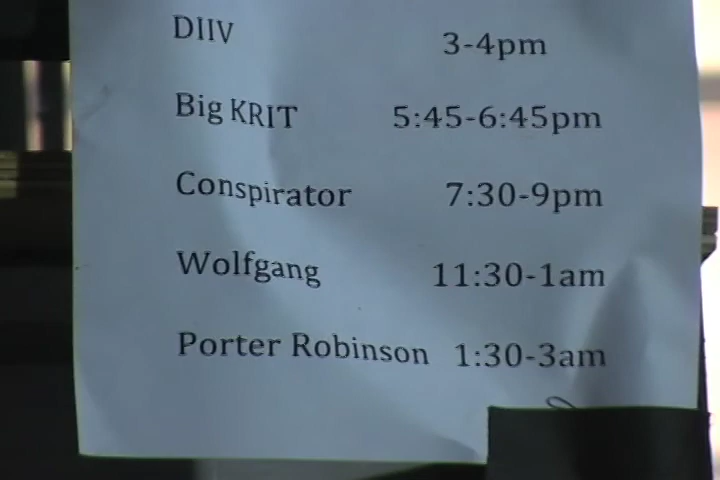 DIIV 3-4pm
Big KRIT 5:45-6:45pm
Conspirator 7:30-9pm
Wolfgang 11:30-1am
Porter Robinson 1:30-3am